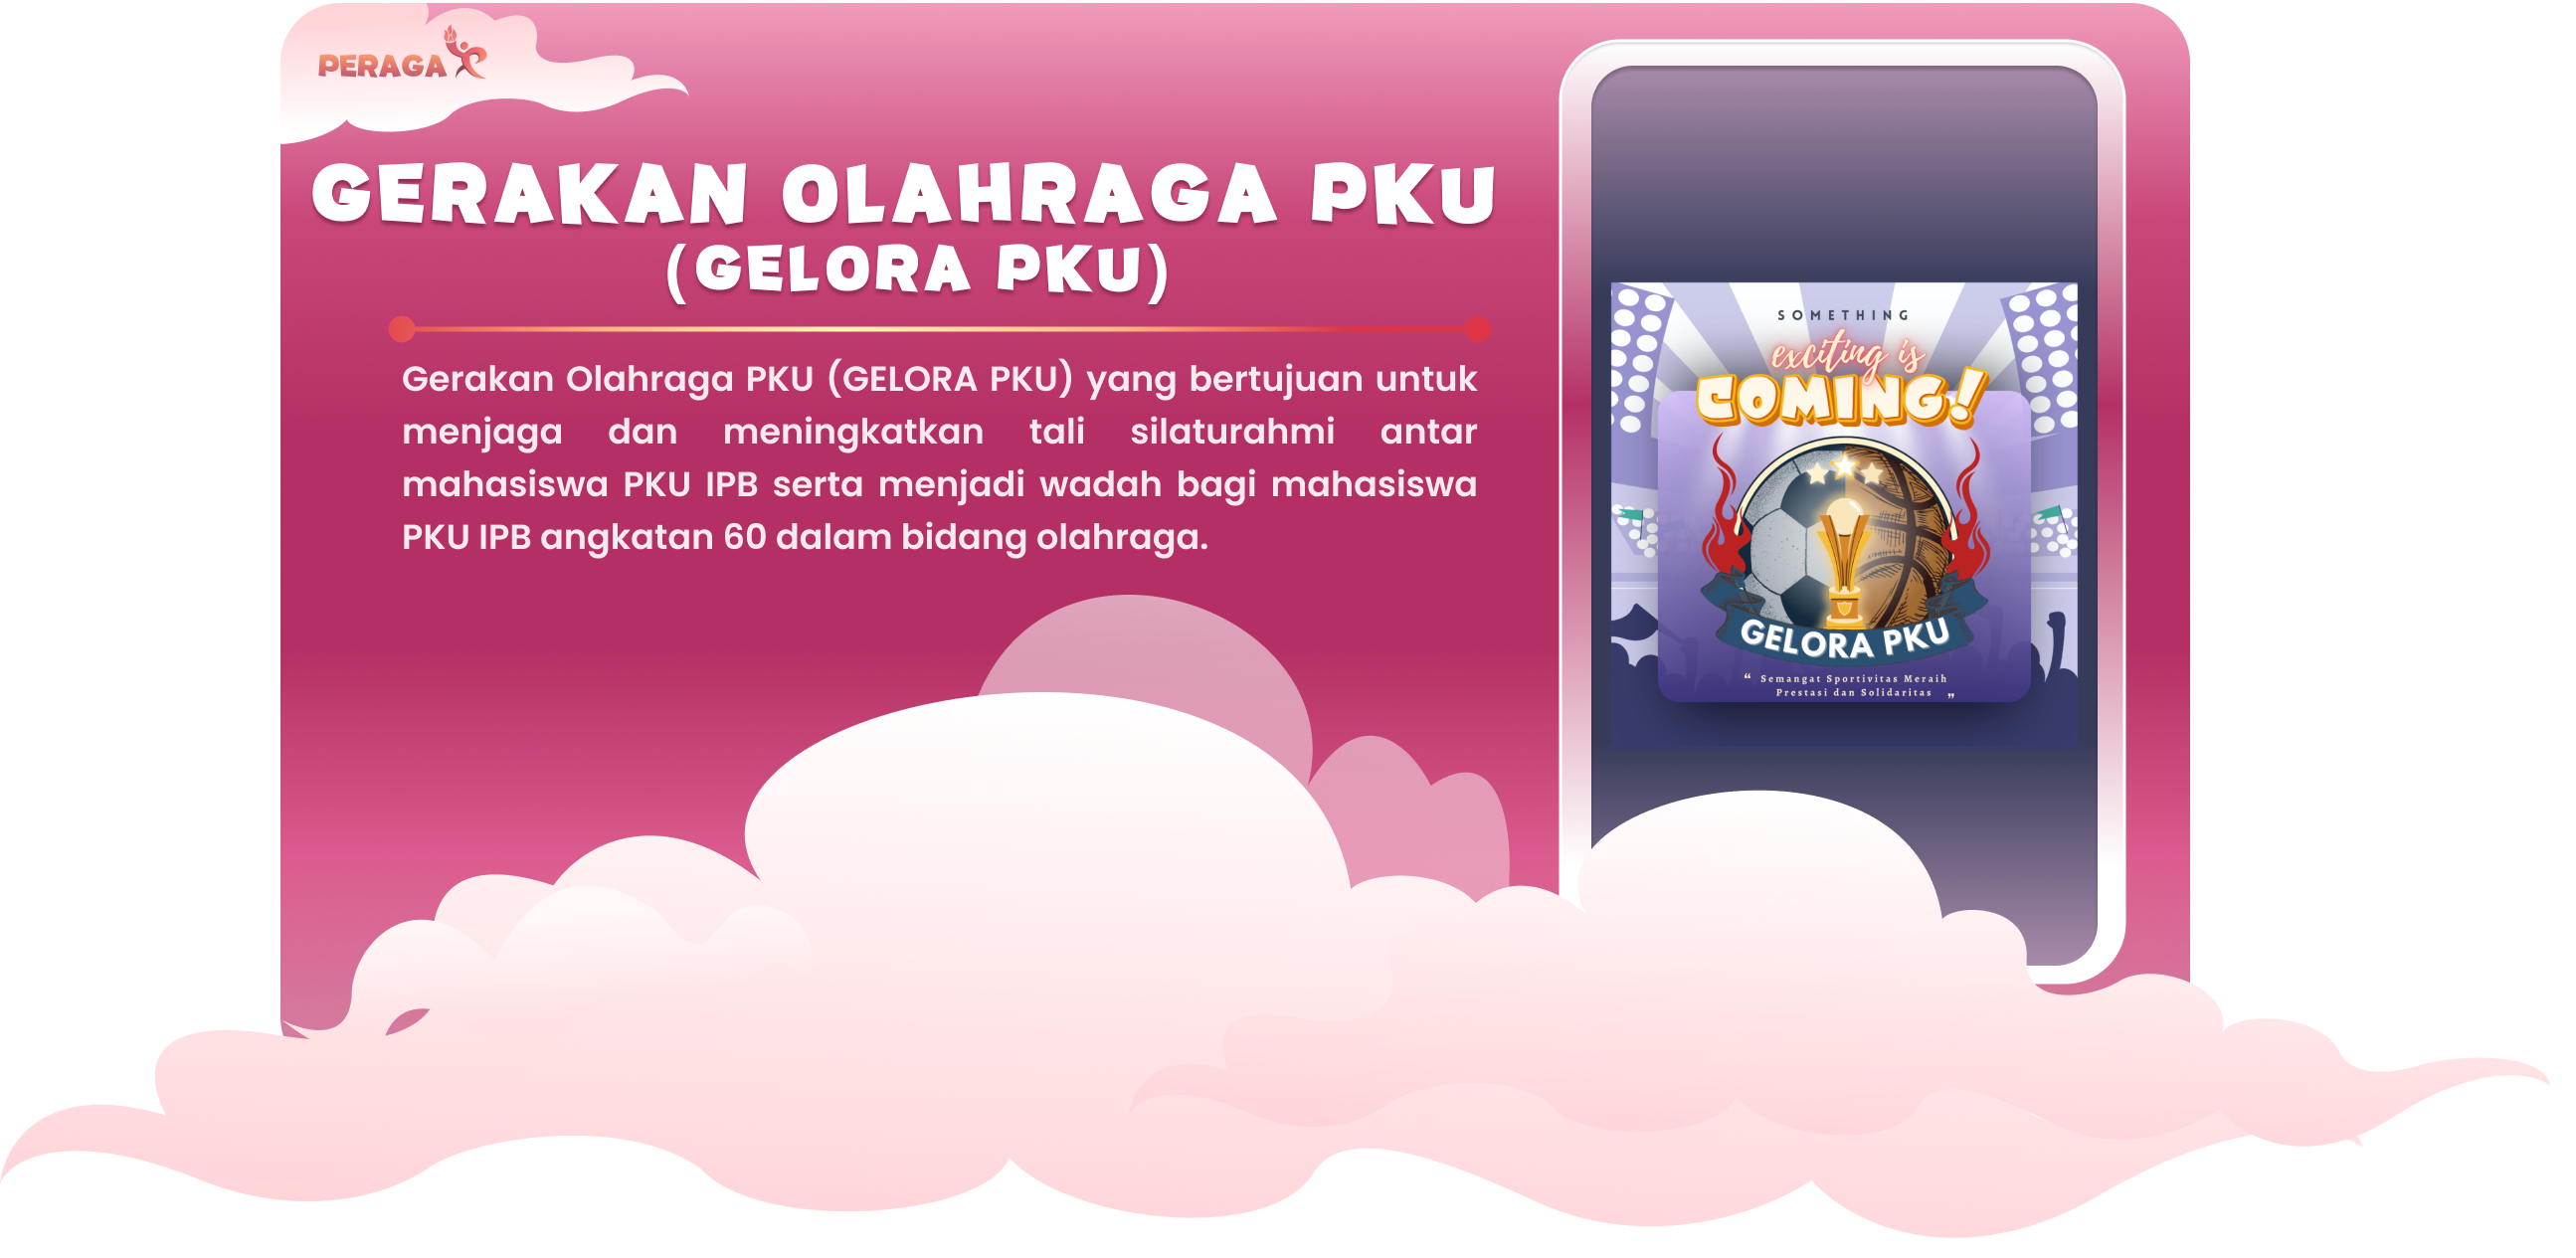 PERAGA
GERAKAN OLAHRAGA PKU
(GELORA PKU)
Gerakan Olahraga PKU (GELORA PKU) yang bertujuan untuk
menjaga dan meningkatkan tali silaturahmi antar
mahasiswa PKU IPB serta menjadi wadah bagi mahasiswa
PKU IPB angkatan 60 dalam bidang olahraga.
SOMETHING
exciting is
COMING!
GELORA PKU
“ Semangat Sportivitas Meraih
Prestasi dan Solidaritas „